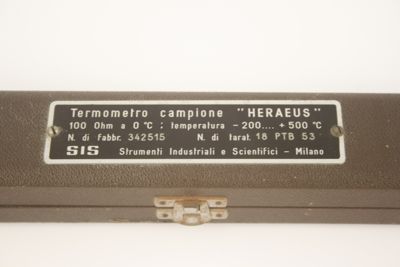 Termometro campione "HERAEUS"
100 Ohm a 0 °C ; temperatura - 200.... + 500 °C
N. di fabbr. 342515 N. di tarat. 18 PTB 53
SIS Strumenti Industriali e Scientifici - Milano